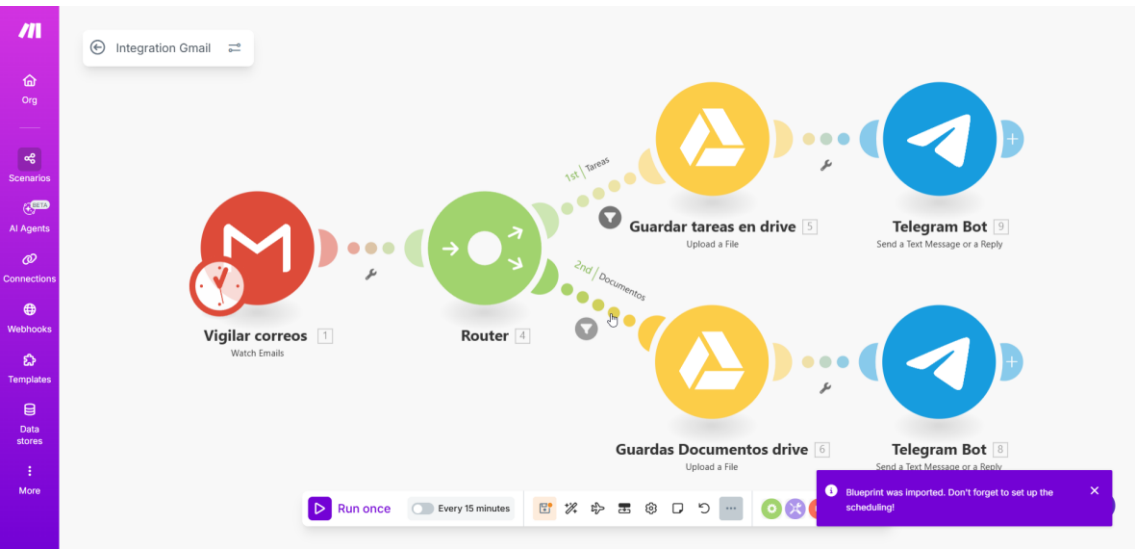 Integration Gmail
Org
Scenarios
BETA
AI Agents
Connections
Webhooks
Templates
Data
stores
More
Vigilar correos 1
Watch Emails
Router 4
1st | Tareas
2nd | Documentos
Guardar tareas en drive 5
Upload a File
Telegram Bot 9
Send a Text Message or a Reply
Guardas Documentos drive 6
Upload a File
Telegram Bot 8
Send a Text Message or a Reply
Run once
Every 15 minutes
Blueprint was imported. Don't forget to set up the
scheduling!